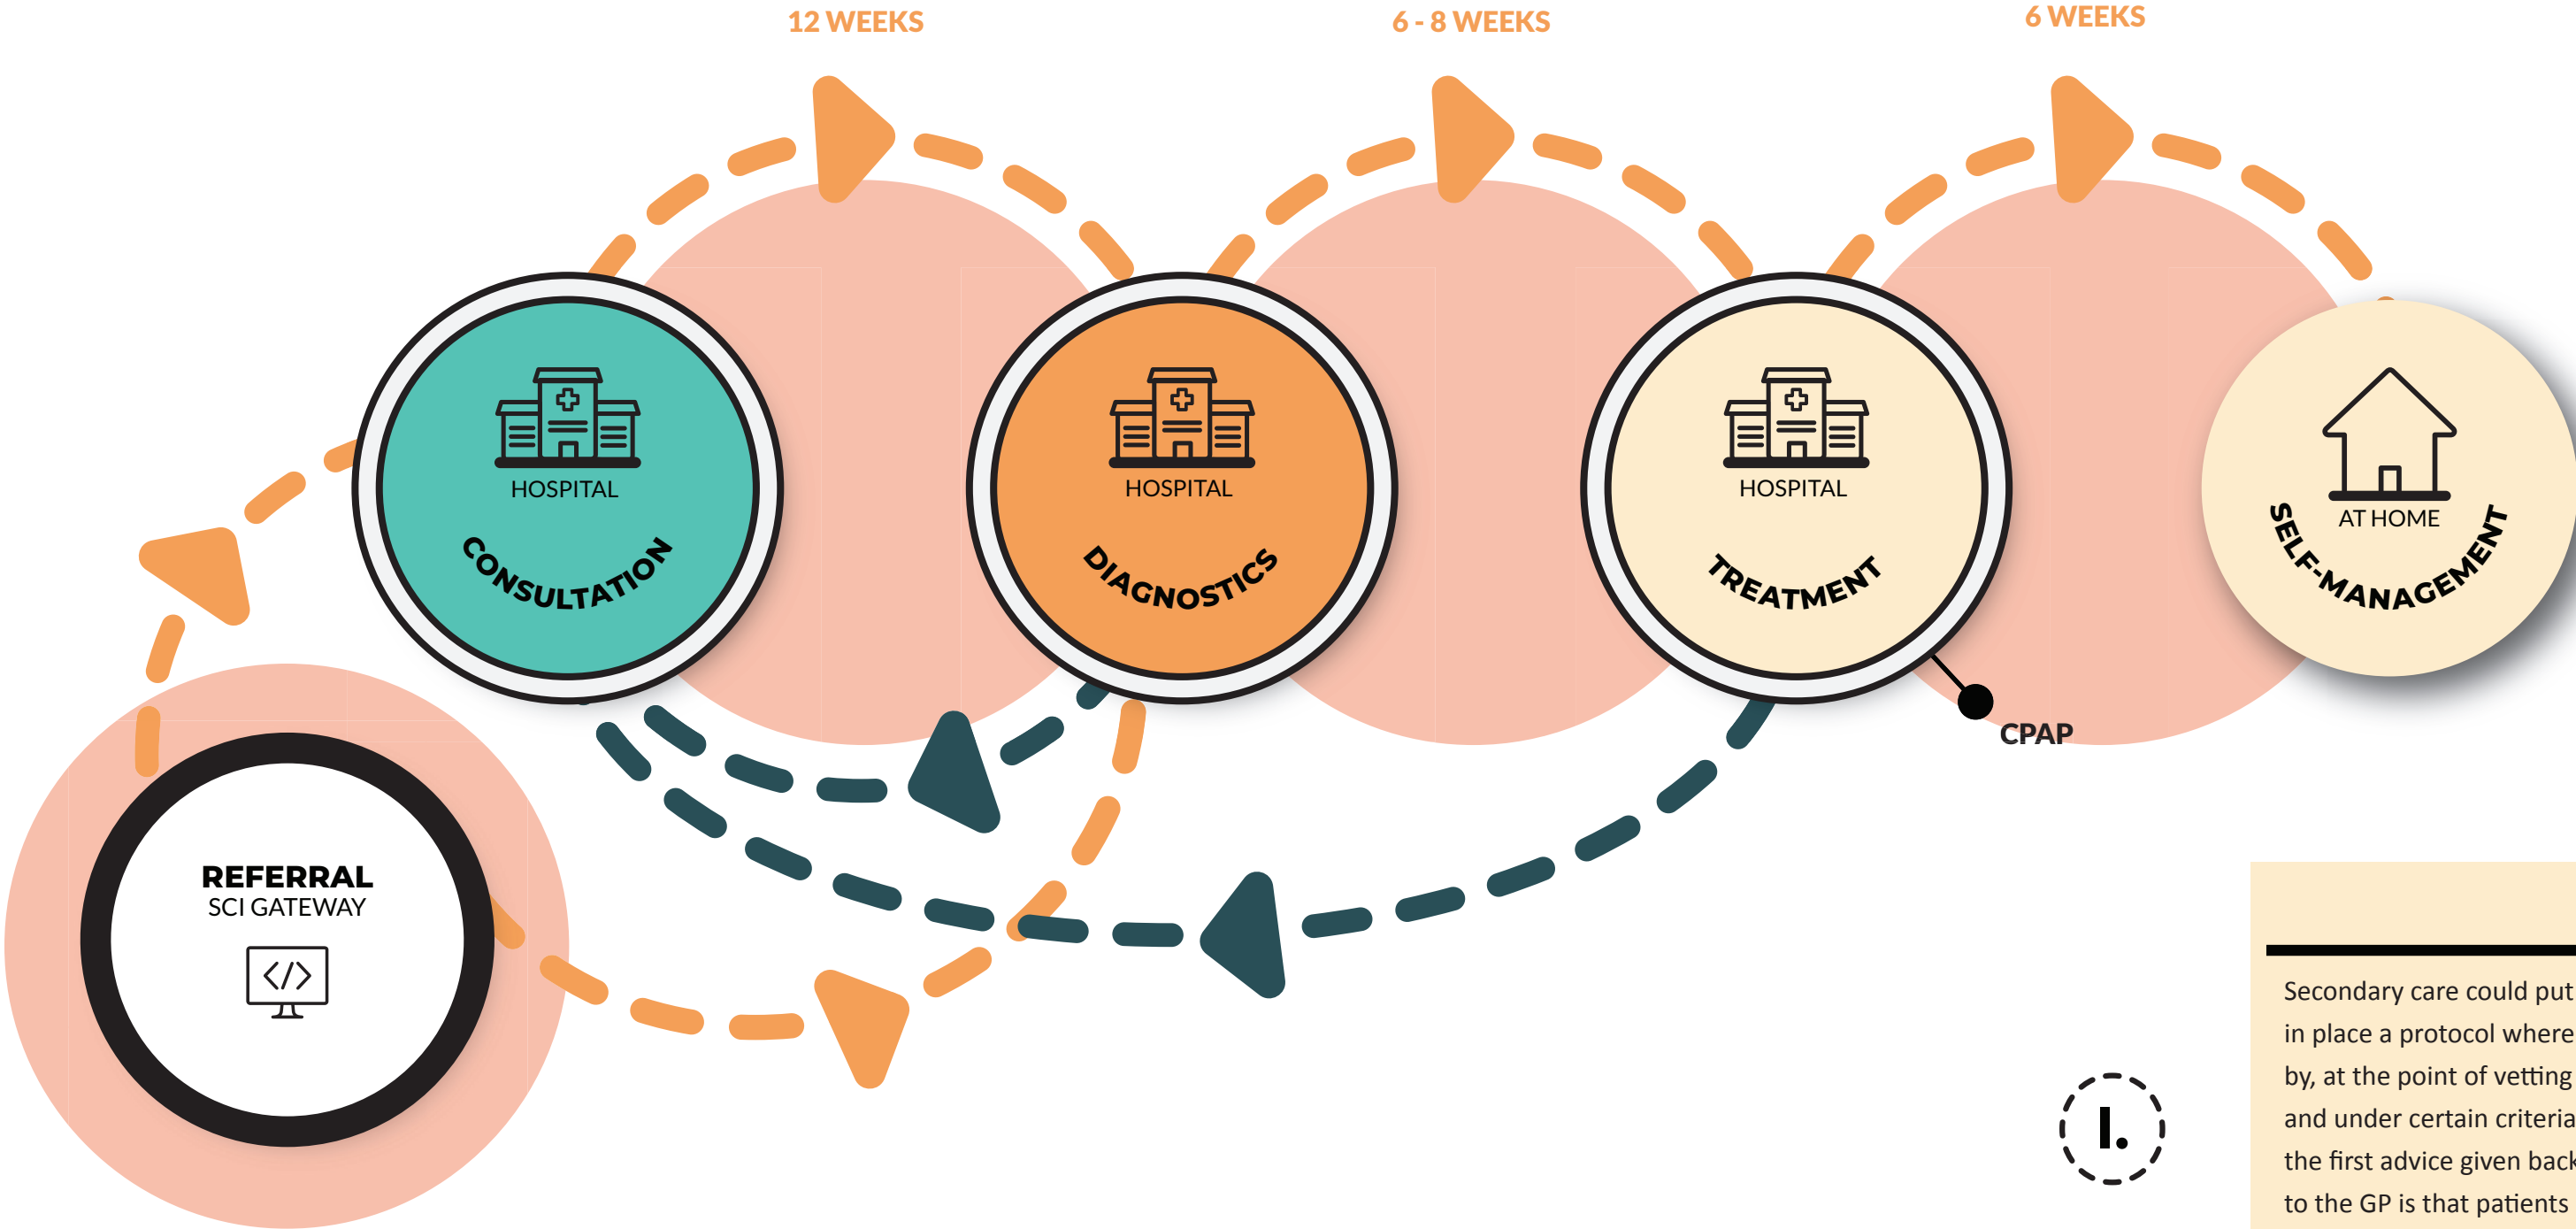 12 WEEKS
6 - 8 WEEKS
6 WEEKS
HOSPITAL
CONSULTATION
HOSPITAL
DIAGNOSTICS
HOSPITAL
TREATMENT
AT HOME
SELF-MANAGEMENT
CPAP
REFERRAL
SCI GATEWAY
</>
I.
Secondary care could put
in place a protocol where
by, at the point of vetting
and under certain criteria
the first advice given back
to the GP is that patients